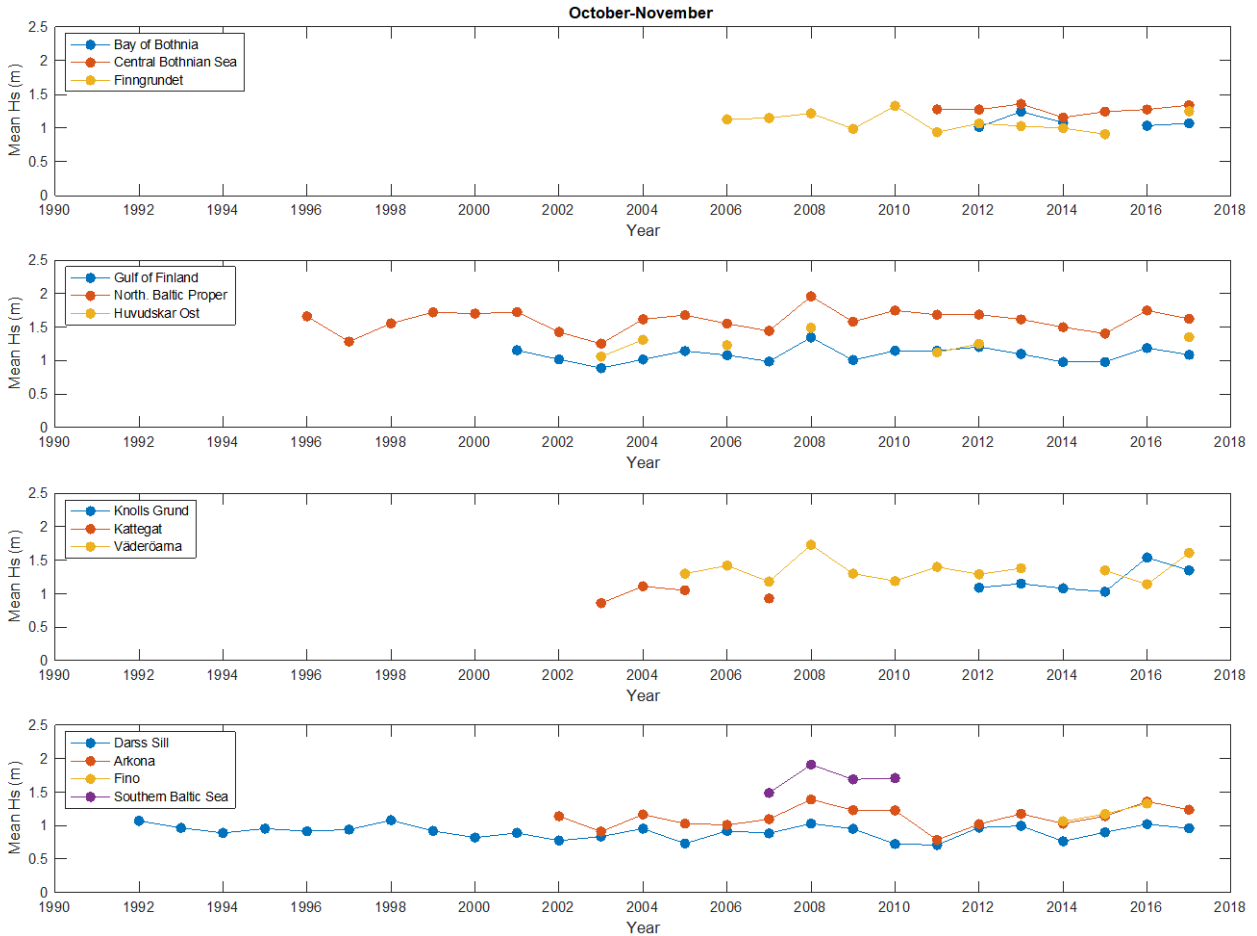 October-November
2.5
2
1.5
1
0.5
0
Mean Hs (m)
Bay of Bothnia
Central Bothnian Sea
Finngrundet
1990 1992 1994 1996 1998 2000 2002 2004 2006 2008 2010 2012 2014 2016 2018
Year
2.5
2
1.5
1
0.5
0
Mean Hs (m)
Gulf of Finland
North. Baltic Proper
Huvudskar Ost
1990 1992 1994 1996 1998 2000 2002 2004 2006 2008 2010 2012 2014 2016 2018
Year
2.5
2
1.5
1
0.5
0
Mean Hs (m)
Knolls Grund
Kattegat
Väderöarna
1990 1992 1994 1996 1998 2000 2002 2004 2006 2008 2010 2012 2014 2016 2018
Year
2.5
2
1.5
1
0.5
0
Mean Hs (m)
Darss Sill
Arkona
Fino
Southern Baltic Sea
1990 1992 1994 1996 1998 2000 2002 2004 2006 2008 2010 2012 2014 2016 2018
Year